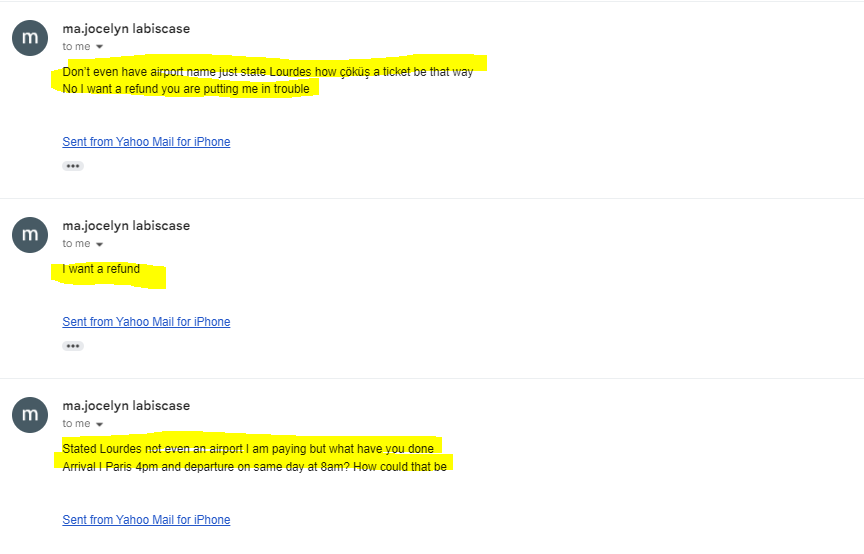 m
ma.jocelyn labiscase
to me
Don't even have airport name just state Lourdes how çöküş a ticket be that way
No I want a refund you are putting me in trouble
Sent from Yahoo Mail for iPhone
m
ma.jocelyn labiscase
to me
I want a refund
Sent from Yahoo Mail for iPhone
m
ma.jocelyn labiscase
to me
Stated Lourdes not even an airport I am paying but what have you done
Arrival I Paris 4pm and departure on same day at 8am? How could that be
Sent from Yahoo Mail for iPhone